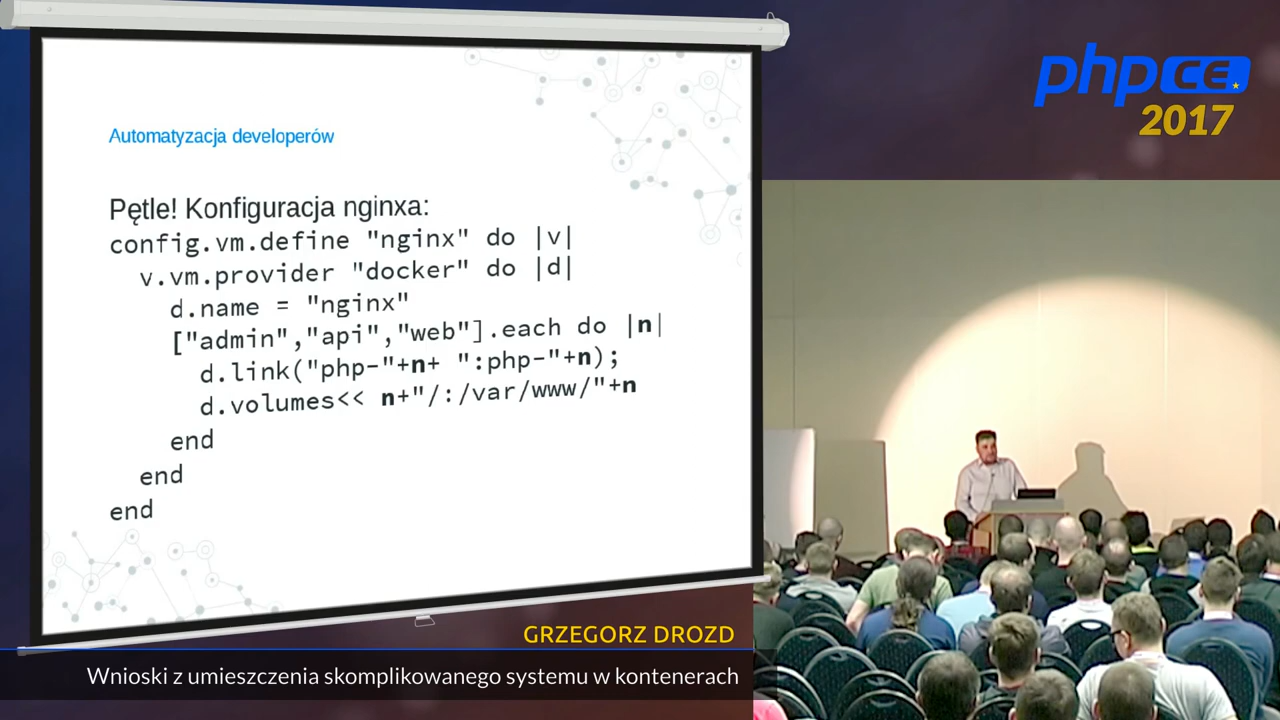 Automatyzacja developerów
Pętle! Konfiguracja nginxa:
config.vm.define "nginx" do |v|
v.vm.provider "docker" do |d|
d.name = "nginx"
["admin","api","web"].each do |n|
d.link("php-"+n+ ":php-"+n);
d.volumes<< n+"/:/var/www/"+n
end
end
end
phpCE
2017
GRZEGORZ DROZD
Wnioski z umieszczenia skomplikowanego systemu w kontenerach